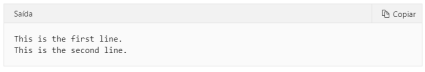 Saída
Copiar
This is the first line.
This is the second line.